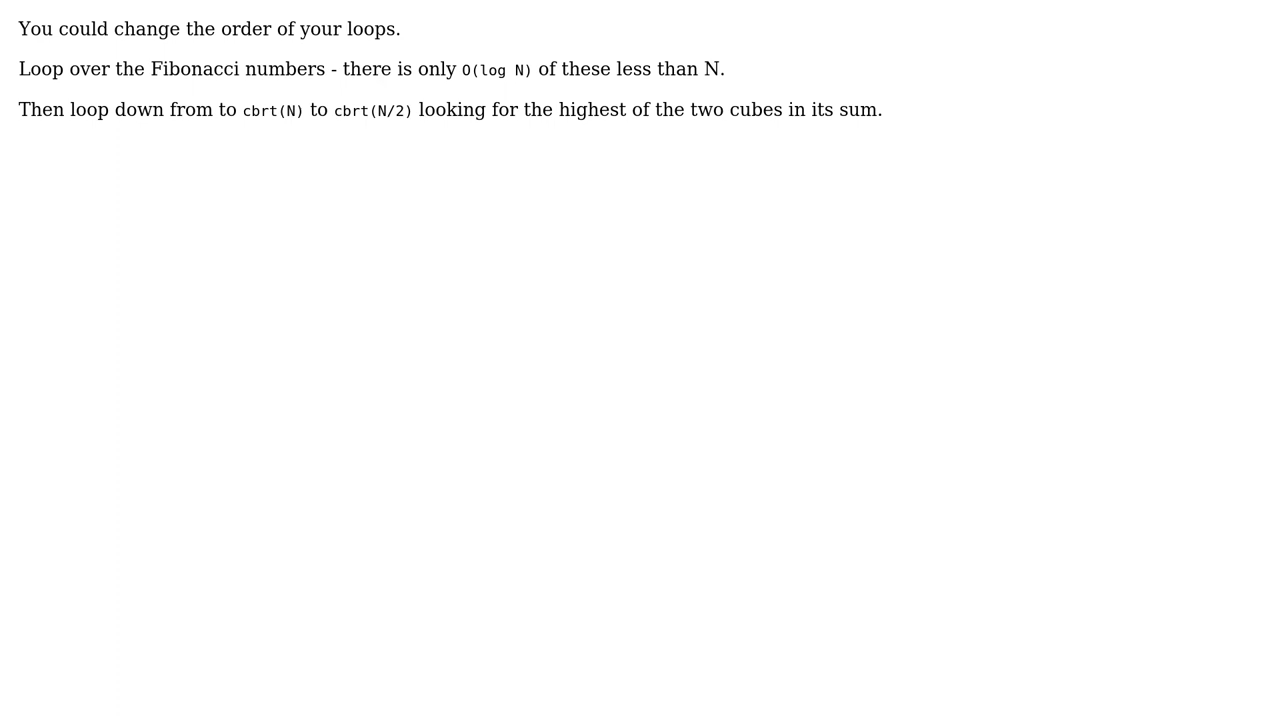 You could change the order of your loops.
Loop over the Fibonacci numbers - there is only O(log N) of these less than N.
Then loop down from to cbrt(N) to cbrt(N/2) looking for the highest of the two cubes in its sum.